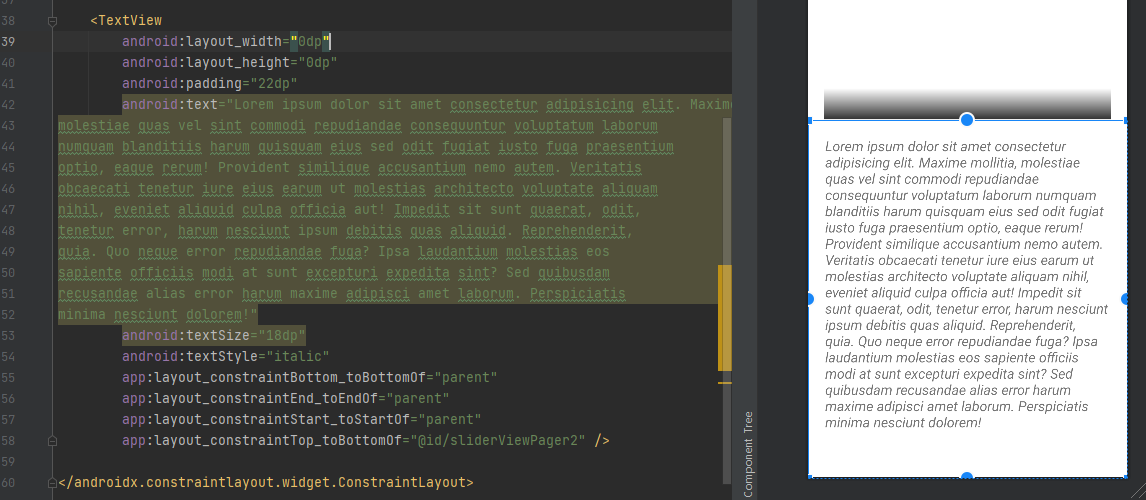 37
38 <TextView
39 android:layout_width="0dp"
40 android:layout_height="0dp"
41 android:padding="22dp"
42 android:text="Lorem ipsum dolor sit amet consectetur adipisicing elit. Maxim
43 molestiae quas vel sint commodi repudiandae consequuntur voluptatum laborum
44 numquam blanditiis harum quisquam eius sed odit fugiat iusto fuga praesentium
45 optio, eaque rerum! Provident similique accusantium nemo autem. Veritatis
46 obcaecati tenetur iure eius earum ut molestias architecto voluptate aliquam
47 nihil, eveniet aliquid culpa officia aut! Impedit sit sunt quaerat, odit,
48 tenetur error, harum nesciunt ipsum debitis quas aliquid. Reprehenderit,
49 quia. Quo neque error repudiandae fuga? Ipsa laudantium molestias eos
50 sapiente officiis modi at sunt excepturi expedita sint? Sed quibusdam
51 recusandae alias error harum maxime adipisci amet laborum. Perspiciatis
52 minima nesciunt dolorem!"
53 android:textSize="18dp"
54 android:textStyle="italic"
55 app:layout_constraintBottom_toBottomOf="parent"
56 app:layout_constraintEnd_toEndOf="parent"
57 app:layout_constraintStart_toStartOf="parent"
58 app:layout_constraintTop_toBottomOf="@id/sliderViewPager2" />
59
60 </androidx.constraintlayout.widget.ConstraintLayout>
Component Tree
Lorem ipsum dolor sit amet consectetur
adipisicing elit. Maxime mollitia, molestiae
quas vel sint commodi repudiandae
consequuntur voluptatum laborum numquam
blanditiis harum quisquam eius sed odit fugiat
iusto fuga praesentium optio, eaque rerum!
Provident similique accusantium nemo autem.
Veritatis obcaecati tenetur iure eius earum ut
molestias architecto voluptate aliquam nihil,
eveniet aliquid culpa officia aut! Impedit sit
sunt quaerat, odit, tenetur error, harum nesciunt
ipsum debitis quas aliquid. Reprehenderit,
quia. Quo neque error repudiandae fuga? Ipsa
laudantium molestias eos sapiente officiis
modi at sunt excepturi expedita sint? Sed
quibusdam recusandae alias error harum
maxime adipisci amet laborum. Perspiciatis
minima nesciunt dolorem!